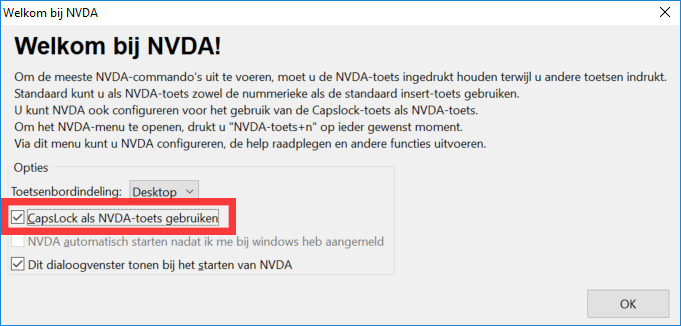 Welkom bij NVDA
Welkom bij NVDA!
Om de meeste NVDA-commando's uit te voeren, moet u de NVDA-toets ingedrukt houden terwijl u andere toetsen indrukt.
Standaard kunt u als NVDA-toets zowel de nummerieke als de standaard insert-toets gebruiken.
U kunt NVDA ook configureren voor het gebruik van de Capslock-toets als NVDA-toets.
Om het NVDA-menu te openen, drukt u "NVDA-toets+n" op ieder gewenst moment.
Via dit menu kunt u NVDA configureren, de help raadplegen en andere functies uitvoeren.
Opties
Toetsenbordindeling: Desktop
CapsLock als NVDA-toets gebruiken
NVDA automatisch starten nadat ik me bij windows heb aangemeld
Dit dialoogvenster tonen bij het starten van NVDA
OK